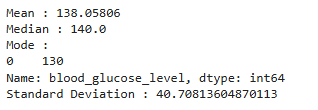 Mean : 138.05806
Median : 140.0
Mode :
0    130
Name: blood_glucose_level, dtype: int64
Standard Deviation : 40.70813604870113